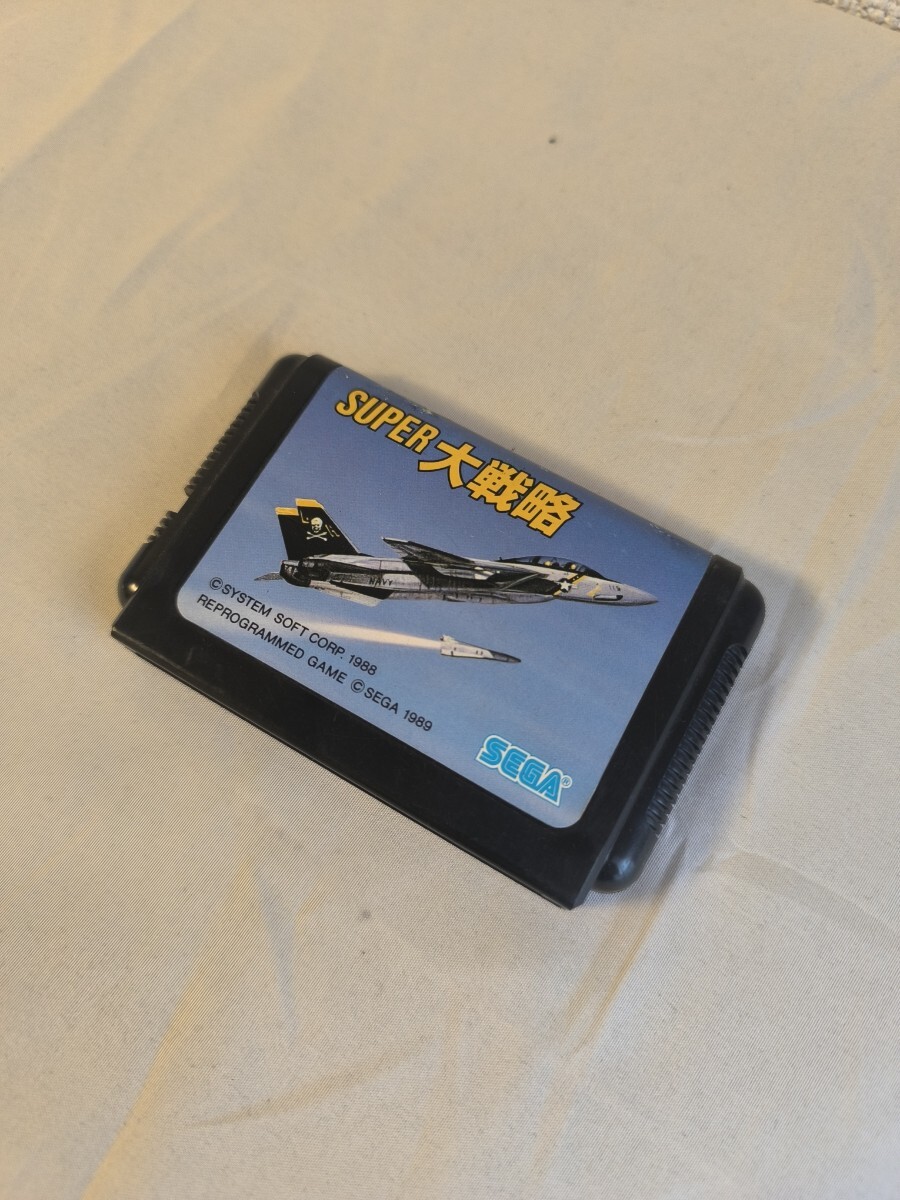 SUPER 大戦略
NAVY
©SYSTEM SOFT CORP. 1988
REPROGRAMMED GAME ©SEGA 1989
SEGA®